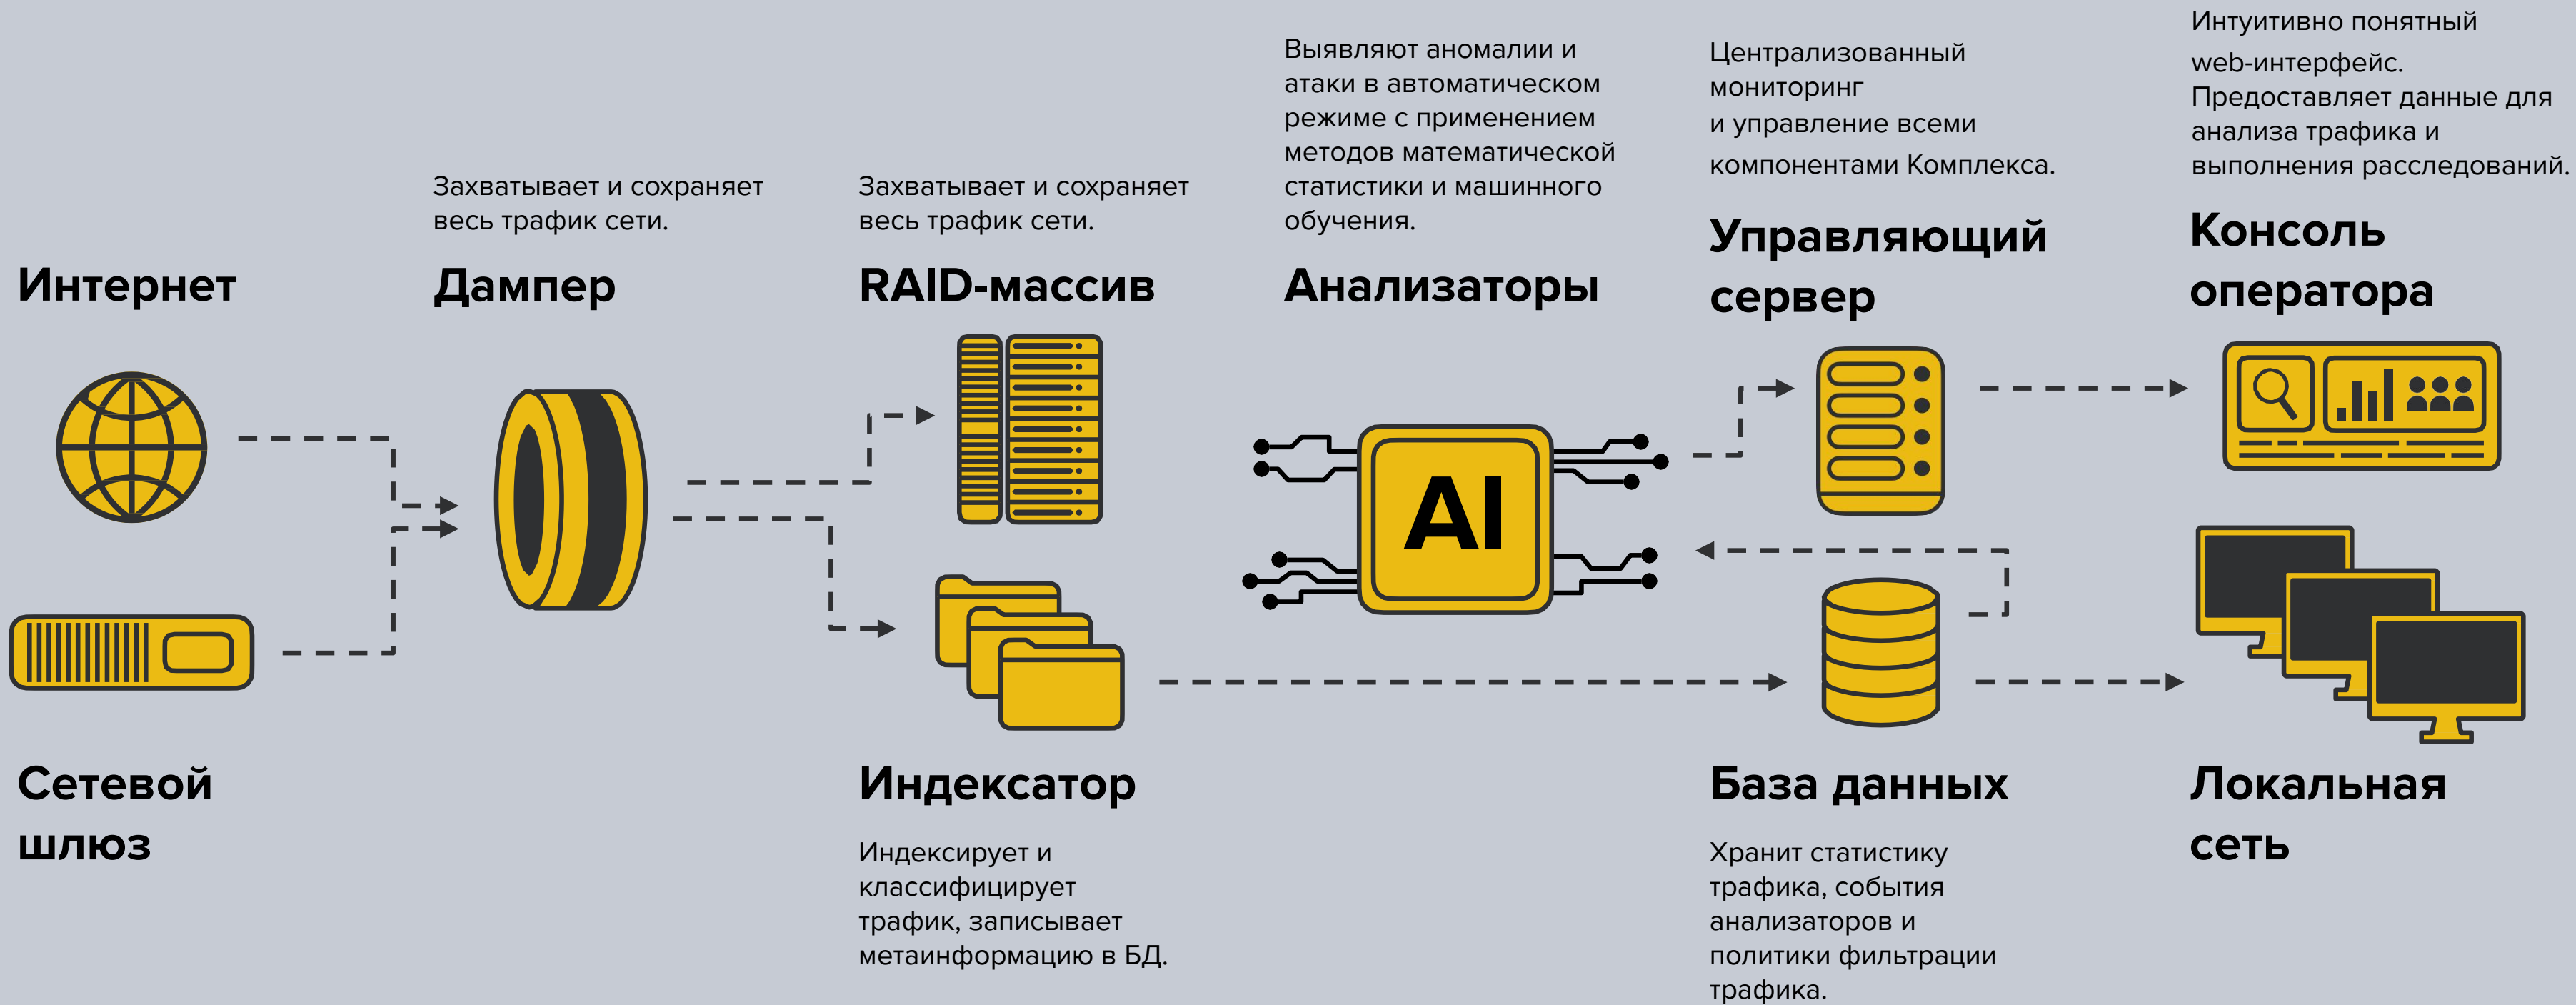 Интернет
Сетевой
шлюз
Захватывает и сохраняет
весь трафик сети.
Дампер
Захватывает и сохраняет
весь трафик сети.
RAID-массив
Индексатор
Индексирует и
классифицирует
трафик, записывает
метаинформацию в БД.
Выявляют аномалии и
атаки в автоматическом
режиме с применением
методов математической
статистики и машинного
обучения.
Анализаторы
AI
Централизованный
мониторинг
и управление всеми
компонентами Комплекса.
Управляющий
сервер
База данных
Хранит статистику
трафика, события
анализаторов и
политики фильтрации
трафика.
Интуитивно понятный
web-интерфейс.
Предоставляет данные для
анализа трафика и
выполнения расследований.
Консоль
оператора
Локальная
сеть